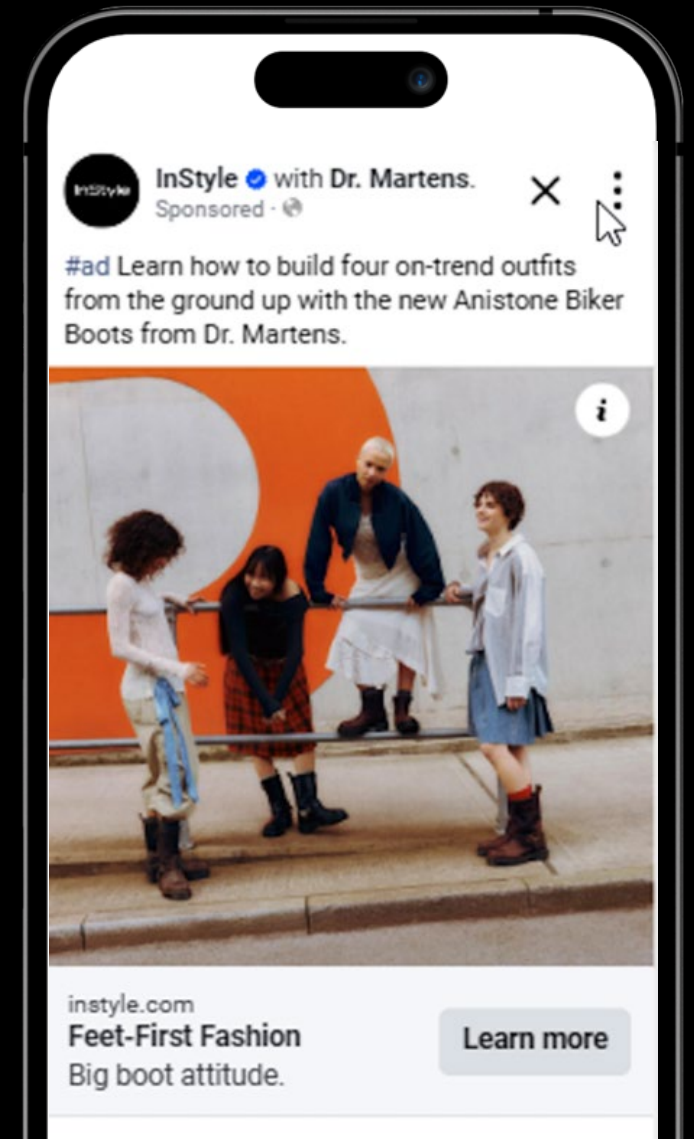 InStyle
InStyle with Dr. Martens.
Sponsored ·
#ad Learn how to build four on-trend outfits
from the ground up with the new Anistone Biker
Boots from Dr. Martens.
i
instyle.com
Feet-First Fashion
Big boot attitude.
Learn more